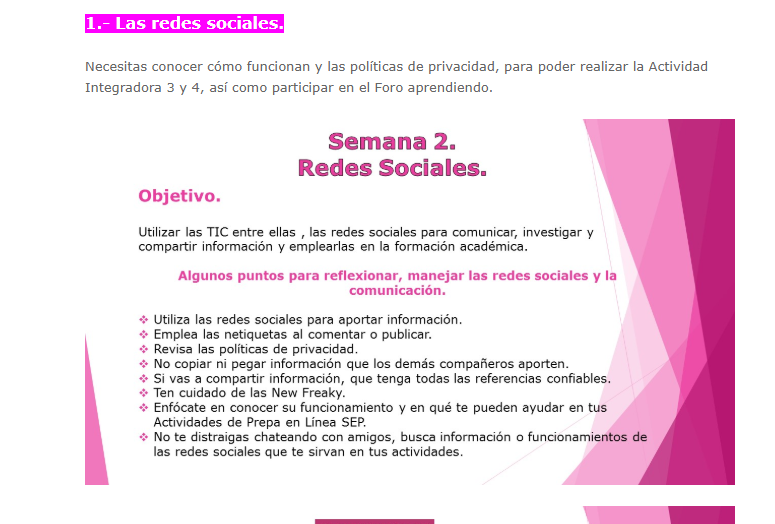 1.- Las redes sociales.
Necesitas conocer cómo funcionan y las políticas de privacidad, para poder realizar la Actividad
Integradora 3 y 4, así como participar en el Foro aprendiendo.
Semana 2.
Redes Sociales.
Objetivo.
Utilizar las TIC entre ellas , las redes sociales para comunicar, investigar y
compartir información y emplearlas en la formación académica.
Algunos puntos para reflexionar, manejar las redes sociales y la
comunicación.
❖ Utiliza las redes sociales para aportar información.
❖ Emplea las netiquetas al comentar o publicar.
❖ Revisa las políticas de privacidad.
❖ No copiar ni pegar información que los demás compañeros aporten.
❖ Si vas a compartir información, que tenga todas las referencias confiables.
❖ Ten cuidado de las New Freaky.
❖ Enfócate en conocer su funcionamiento y en qué te pueden ayudar en tus
Actividades de Prepa en Línea SEP.
❖ No te distraigas chateando con amigos, busca información o funcionamientos de
las redes sociales que te sirvan en tus actividades.